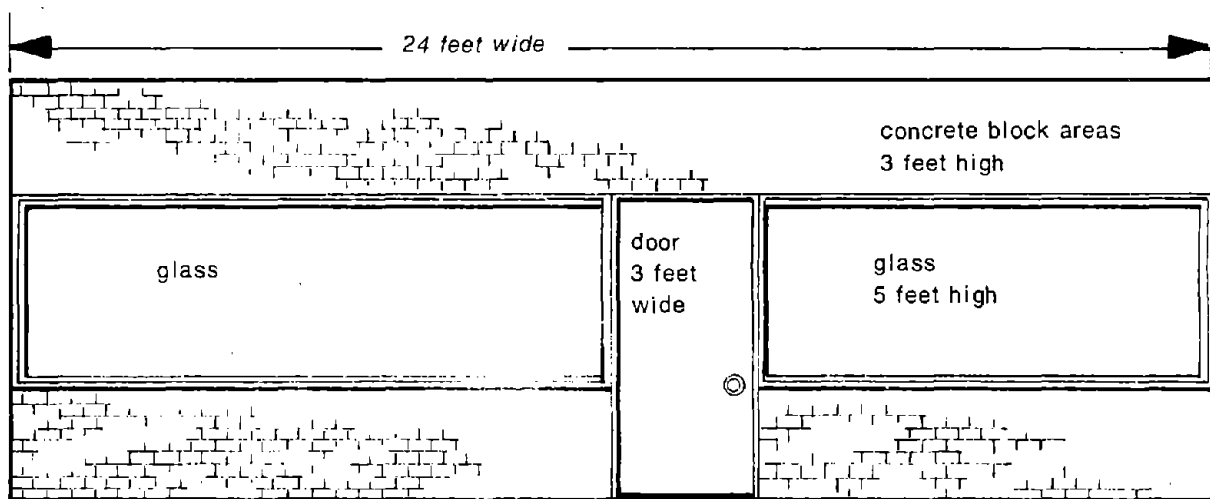 24 feet wide
concrete block areas
3 feet high
glass
door
3 feet
wide
glass
5 feet high